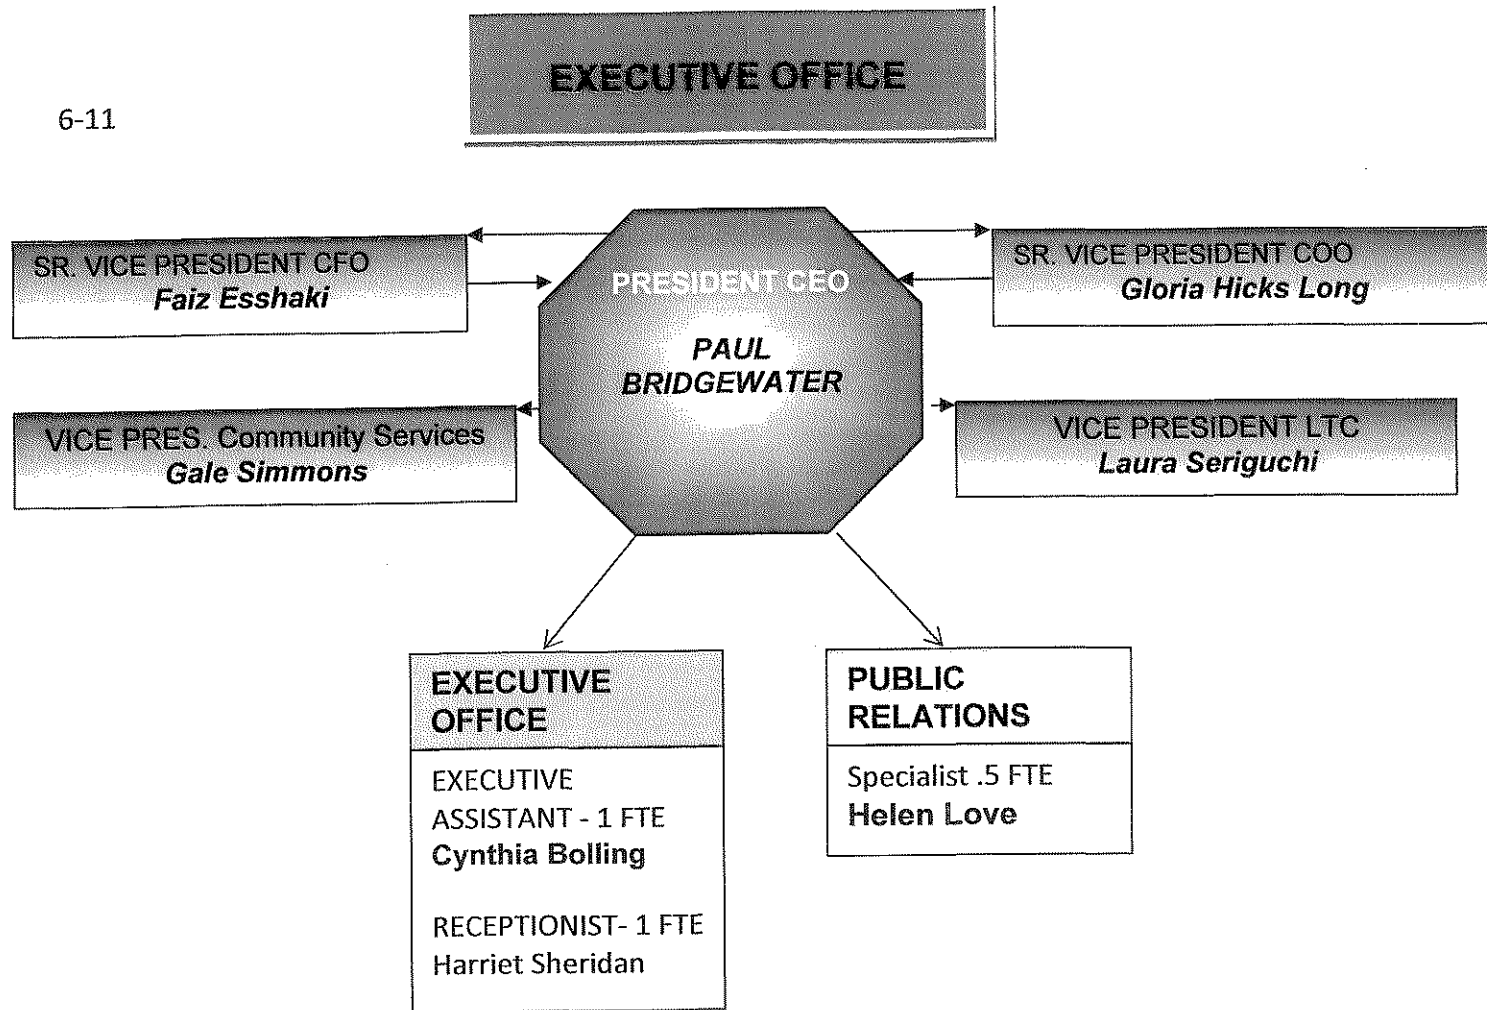 EXECUTIVE OFFICE
6-11
SR. VICE PRESIDENT CFO
Faiz Esshaki
PRESIDENT CEO
PAUL
BRIDGEWATER
SR. VICE PRESIDENT COO
Gloria Hicks Long
VICE PRES. Community Services
Gale Simmons
VICE PRESIDENT LTC
Laura Seriguchi
EXECUTIVE
OFFICE
EXECUTIVE
ASSISTANT - 1 FTE
Cynthia Bolling
RECEPTIONIST- 1 FTE
Harriet Sheridan
PUBLIC
RELATIONS
Specialist .5 FTE
Helen Love